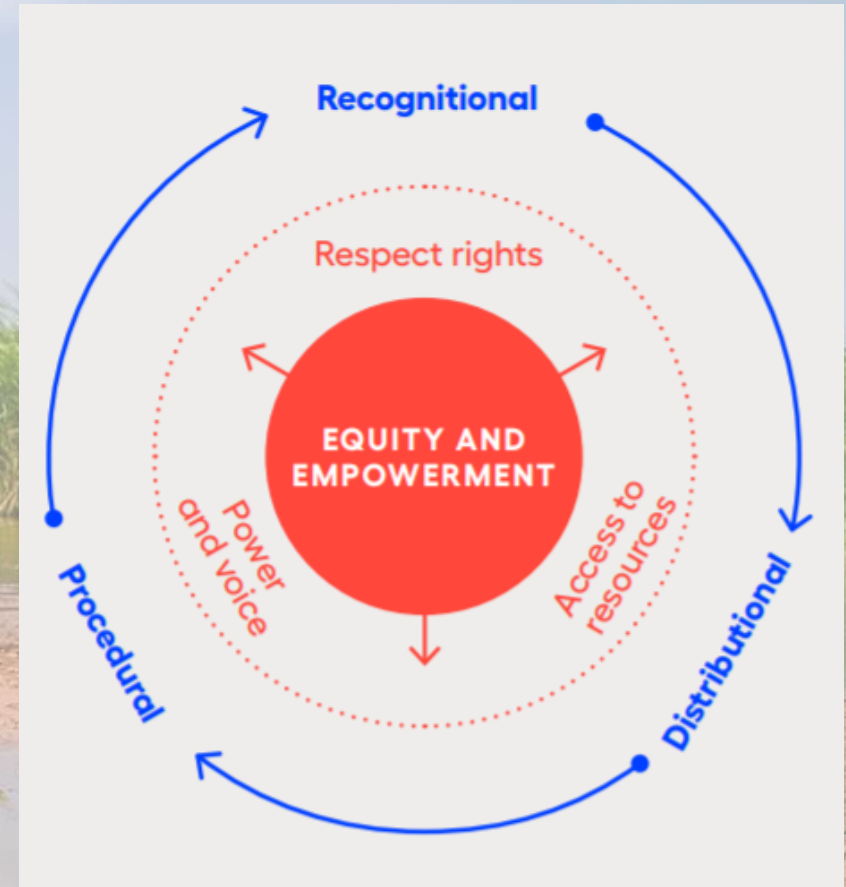 Recognitional
Respect rights
EQUITY AND
EMPOWERMENT
Power
and voice
Access to
resources
Procedural
Distributional